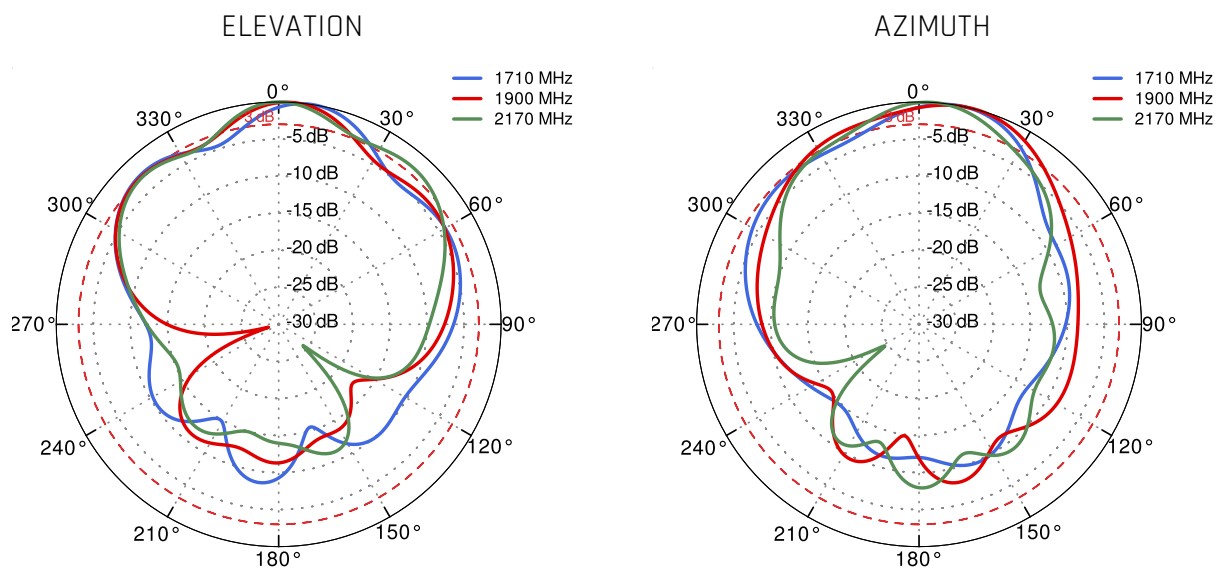 ELEVATION
1710 MHz
1900 MHz
2170 MHz
0°
30°
60°
90°
120°
150°
180°
210°
240°
270°
300°
330°
3 dB
-5 dB
-10 dB
-15 dB
-20 dB
-25 dB
-30 dB
AZIMUTH
1710 MHz
1900 MHz
2170 MHz
0°
30°
60°
90°
120°
150°
180°
210°
240°
270°
300°
330°
3 dB
-5 dB
-10 dB
-15 dB
-20 dB
-25 dB
-30 dB